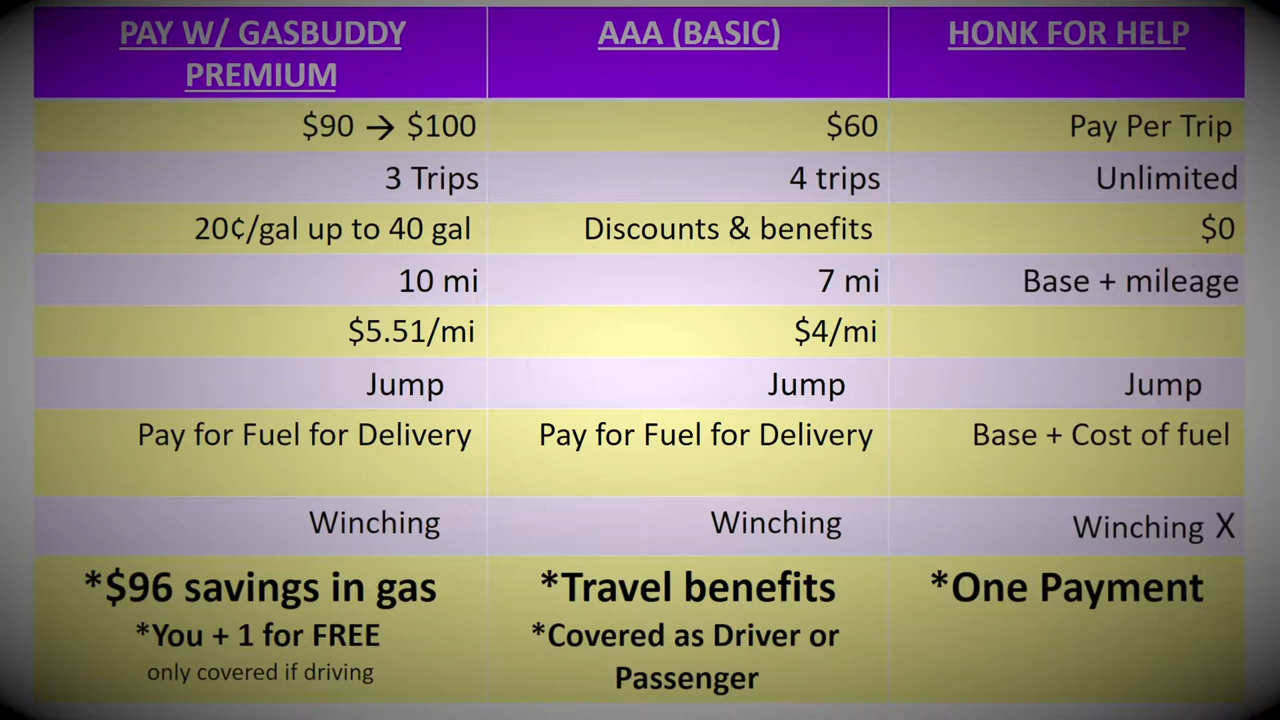 PAY W/ GASBUDDY
PREMIUM
AAA (BASIC)
HONK FOR HELP
$90 → $100
$60
Pay Per Trip
3 Trips
4 trips
Unlimited
20¢/gal up to 40 gal
Discounts & benefits
$0
10 mi
7 mi
Base + mileage
$5.51/mi
$4/mi
Jump
Jump
Jump
Pay for Fuel for Delivery
Pay for Fuel for Delivery
Base + Cost of fuel
Winching
Winching
Winching X
*$96 savings in gas
*You + 1 for FREE
only covered if driving
*Travel benefits
*Covered as Driver or
Passenger
*One Payment